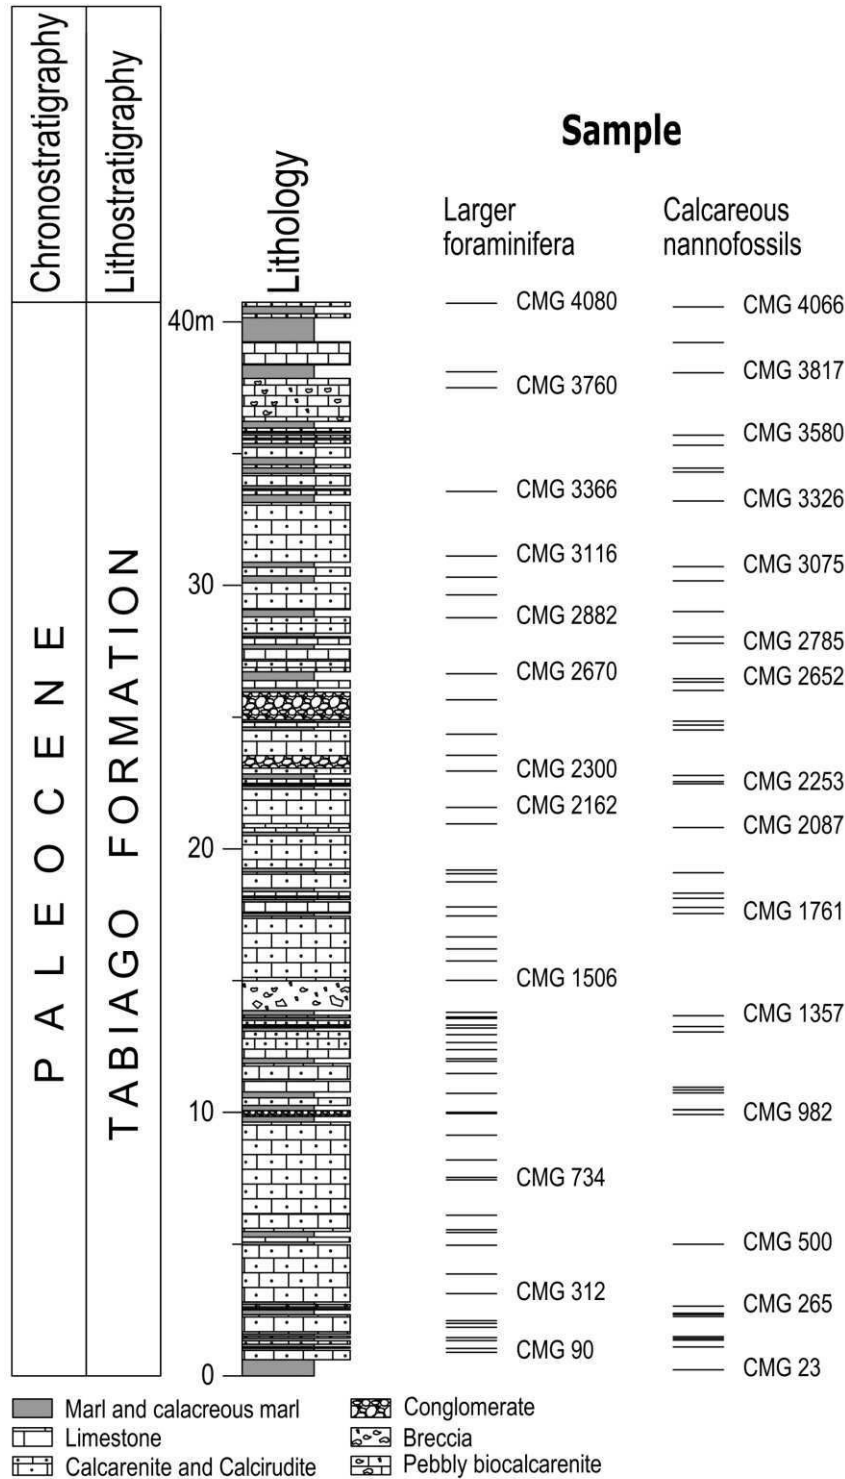 Chronostratigraphy
Lithostratigraphy
Lithology
Sample
Larger
foraminifera
Calcareous
nannofossils
PALEOCENE
TABIAGO FORMATION
40m
30
20
10
0
CMG 4080
CMG 3760
CMG 3366
CMG 3116
CMG 2882
CMG 2670
CMG 2300
CMG 2162
CMG 1506
CMG 734
CMG 312
CMG 90
CMG 4066
CMG 3817
CMG 3580
CMG 3326
CMG 3075
CMG 2785
CMG 2652
CMG 2253
CMG 2087
CMG 1761
CMG 1357
CMG 982
CMG 500
CMG 265
CMG 23
Marl and calacreous marl
Limestone
Calcarenite and Calcirudite
Conglomerate
Breccia
Pebbly biocalcarenite